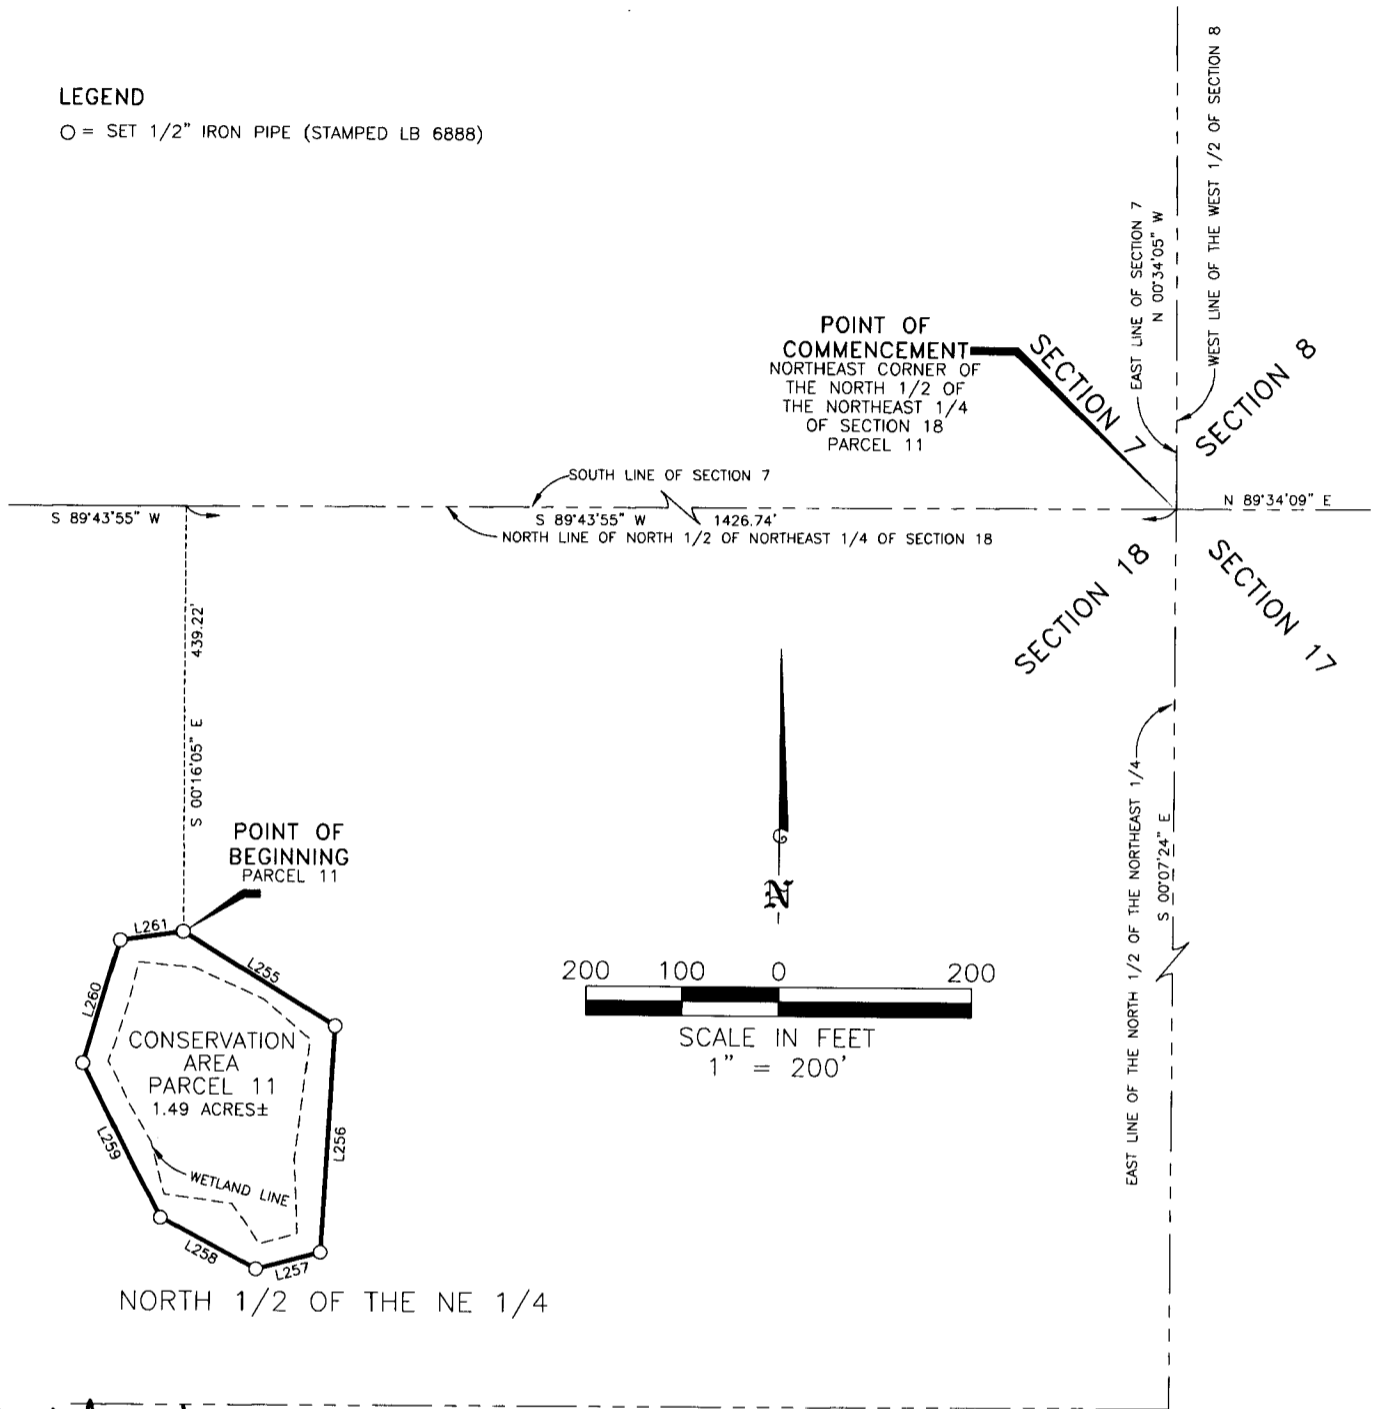 LEGEND
O = SET 1/2" IRON PIPE (STAMPED LB 6888)
WEST LINE OF THE WEST 1/2 OF SECTION 8
EAST LINE OF SECTION 7
N 00°34'05" W
POINT OF
COMMENCEMENT
NORTHEAST CORNER OF
THE NORTH 1/2 OF
THE NORTHEAST 1/4
OF SECTION 18
PARCEL 11
SECTION 7
SECTION 8
SOUTH LINE OF SECTION 7
S 89°43'55" W
S 89°43'55" W 1426.74'
N 89°34'09" E
NORTH LINE OF NORTH 1/2 OF NORTHEAST 1/4 OF SECTION 18
SECTION 18
SECTION 17
S 00°16'05" E 439.22'
EAST LINE OF THE NORTH 1/2 OF THE NORTHEAST 1/4
S 00°07'24" E
POINT OF
BEGINNING
PARCEL 11
N
L261
L255
L260
CONSERVATION
AREA
PARCEL 11
1.49 ACRES±
L256
L259
WETLAND LINE
L258
L257
200 100 0 200
SCALE IN FEET
1" = 200'
NORTH 1/2 OF THE NE 1/4